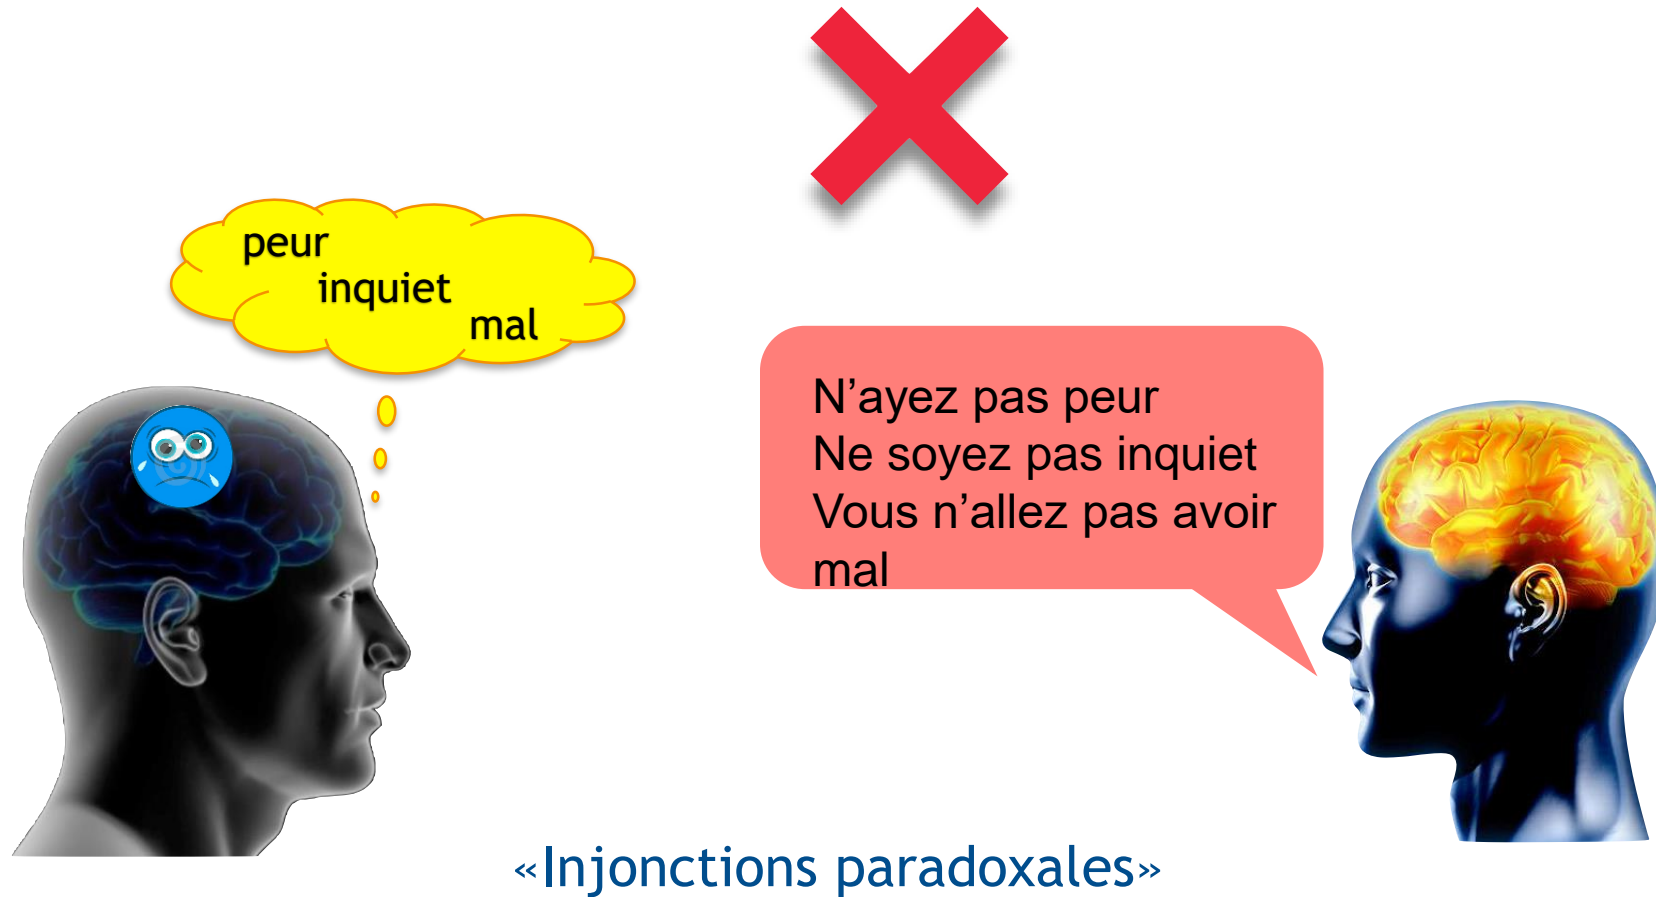 peur
inquiet
mal
N’ayez pas peur
Ne soyez pas inquiet
Vous n’allez pas avoir
mal
«Injonctions paradoxales»